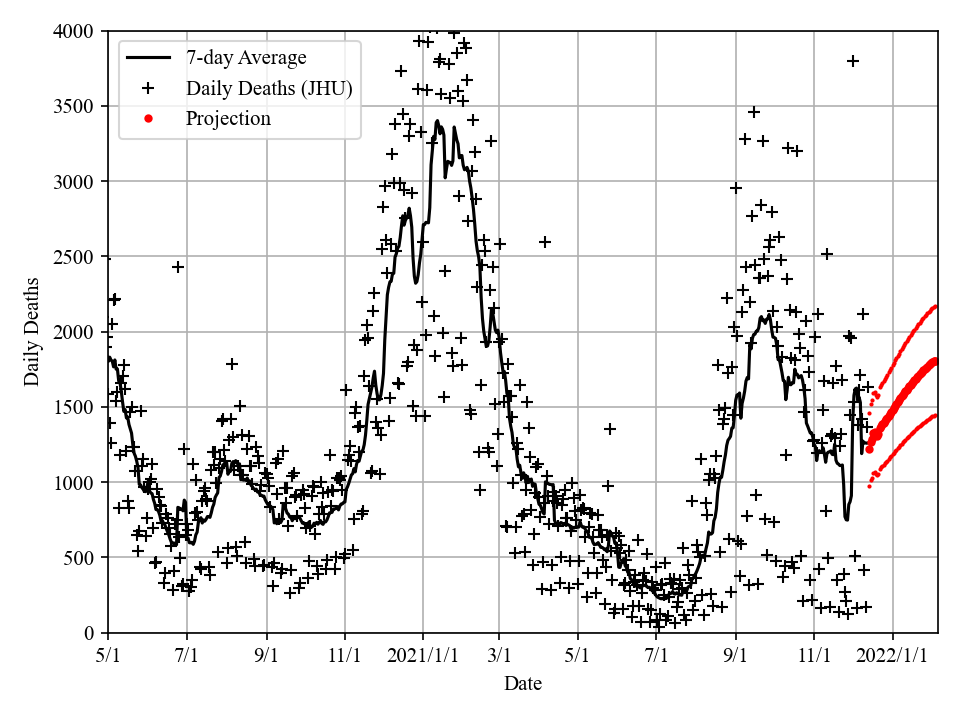 4000
3500
3000
2500
2000
1500
1000
500
0
Daily Deaths
7-day Average
Daily Deaths (JHU)
Projection
5/1 7/1 9/1 11/1 2021/1/1 3/1 5/1 7/1 9/1 11/1 2022/1/1
Date